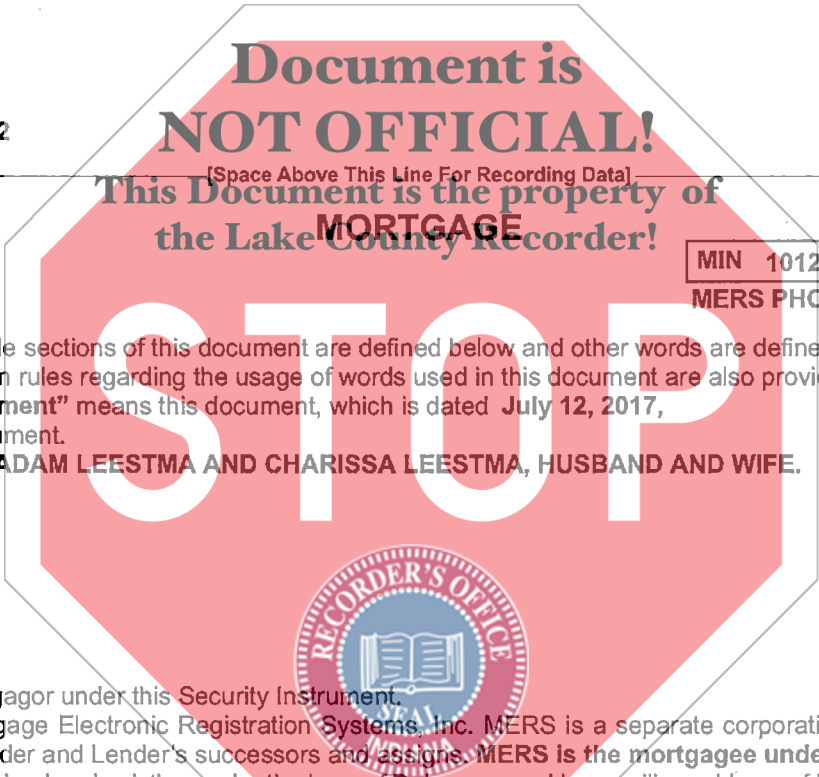 Document is
NOT OFFICIAL!
[Space Above This Line For Recording Data]
This Document is the property of
MORTGAGE
the Lake County Recorder!
MIN 1012
MERS PHO
STOP
e sections of this document are defined below and other words are define
n rules regarding the usage of words used in this document are also provi
ment" means this document, which is dated July 12, 2017,
ment.
ADAM LEESTMA AND CHARISSA LEESTMA, HUSBAND AND WIFE.
RECORDER'S OFFICE
SEAL
gagor under this Security Instrument.
gage Electronic Registration Systems, Inc. MERS is a separate corporati
der and Lender's successors and assigns. MERS is the mortgagee unde